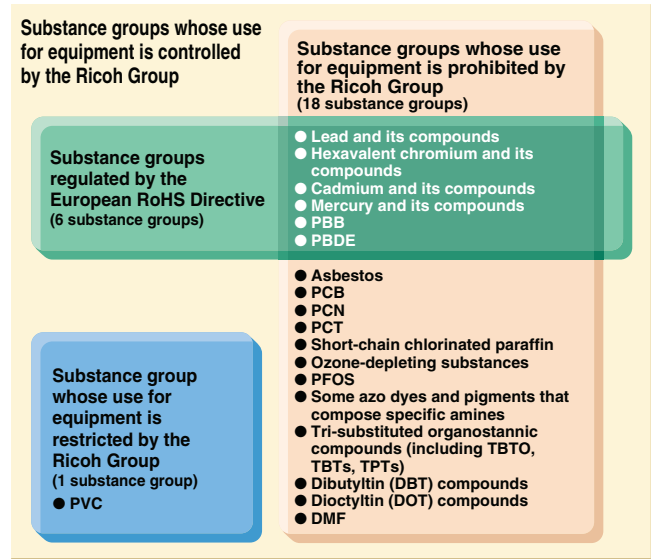 Substance groups whose use
for equipment is controlled
by the Ricoh Group
Substance groups whose use
for equipment is prohibited by
the Ricoh Group
(18 substance groups)
Substance groups
regulated by the
European RoHS Directive
(6 substance groups)
● Lead and its compounds
● Hexavalent chromium and its
compounds
● Cadmium and its compounds
● Mercury and its compounds
● PBB
● PBDE
● Asbestos
● PCB
● PCN
● PCT
● Short-chain chlorinated paraffin
● Ozone-depleting substances
● PFOS
● Some azo dyes and pigments that
compose specific amines
● Tri-substituted organostannic
compounds (including TBTO,
TBTs, TPTs)
● Dibutyltin (DBT) compounds
● Dioctyltin (DOT) compounds
● DMF
Substance group
whose use for
equipment is
restricted by the
Ricoh Group
(1 substance group)
● PVC